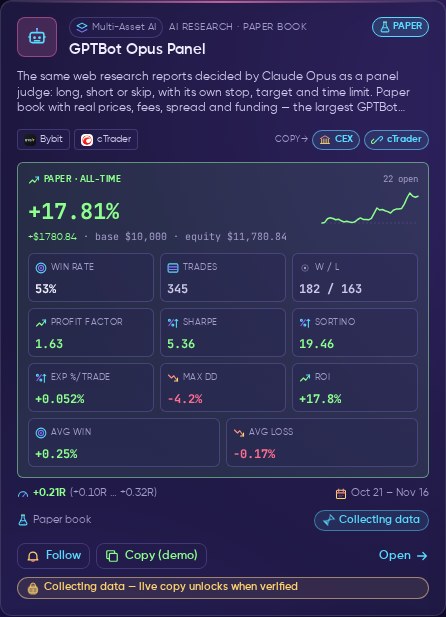 Multi-Asset AI AI RESEARCH · PAPER BOOK PAPER
GPTBot Opus Panel
The same web research reports decided by Claude Opus as a panel
judge: long, short or skip, with its own stop, target and time limit. Paper
book with real prices, fees, spread and funding — the largest GPTBot...
Bybit cTrader COPY→ CEX cTrader
PAPER · ALL-TIME 22 open
+17.81%
+$1780.84 · base $10,000 · equity $11,780.84
WIN RATE TRADES W / L
53% 345 182 / 163
PROFIT FACTOR SHARPE SORTINO
1.63 5.36 19.46
EXP %/TRADE MAX DD ROI
+0.052% -4.2% +17.8%
AVG WIN AVG LOSS
+0.25% -0.17%
+0.21R (+0.10R … +0.32R) Oct 21 – Nov 16
Paper book Collecting data
Follow Copy (demo) Open →
Collecting data — live copy unlocks when verified